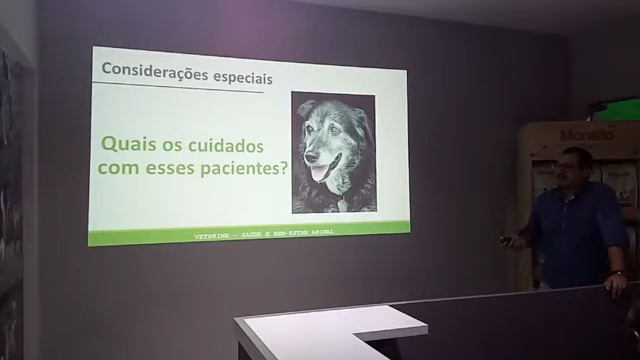 Considerações especiais
Quais os cuidados
com esses pacientes?
VETPRIME - SAÚDE E BEM-ESTAR ANIMAL
Monello